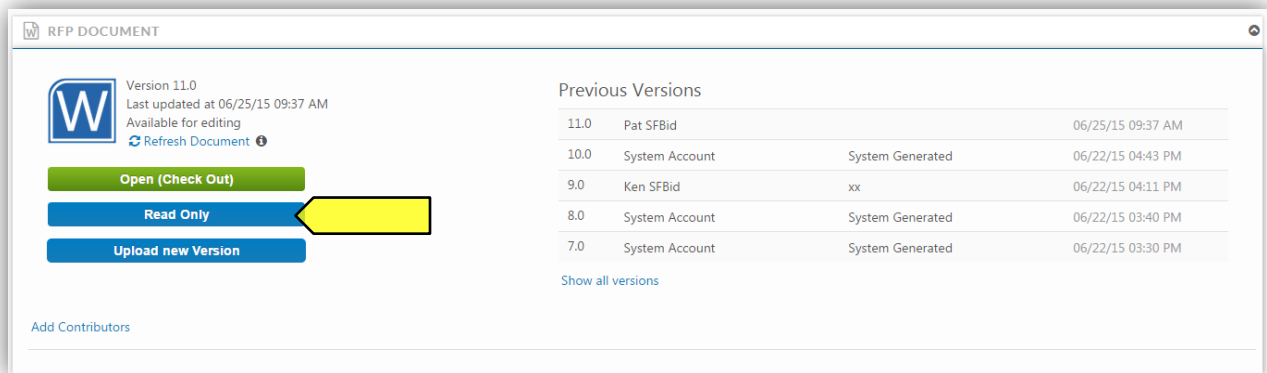 RFP DOCUMENT
Version 11.0
Last updated at 06/25/15 09:37 AM
Available for editing
Refresh Document
Open (Check Out)
Read Only
Upload new Version
Previous Versions
11.0 Pat SFBid 06/25/15 09:37 AM
10.0 System Account System Generated 06/22/15 04:43 PM
9.0 Ken SFBid xx 06/22/15 04:11 PM
8.0 System Account System Generated 06/22/15 03:40 PM
7.0 System Account System Generated 06/22/15 03:30 PM
Show all versions
Add Contributors